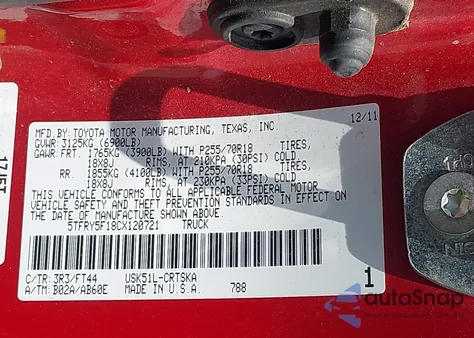 MFD.BY:TOYOTA MOTOR MANUFACTURING, TEXAS, INC. 12/11
GVWR:3125KG (6900LB)
GAWR:FRT. 1765KG (3900LB) WITH P255/70R18 TIRES,
18X8J RIMS, AT 210KPA (30PSI) COLD
RR. 1855KG (4100LB) WITH P255/70R18 TIRES,
18X8J RIMS, AT 230KPA (33PSI) COLD
THIS VEHICLE CONFORMS TO ALL APPLICABLE FEDERAL MOTOR
VEHICLE SAFETY AND THEFT PREVENTION STANDARDS IN EFFECT ON
THE DATE OF MANUFACTURE SHOWN ABOVE.
5TFRY5F18CX120721 TRUCK
C/TR:3R3/FT44 USK51L-CRTSKA
A/TM:B02A/AB60E MADE IN U.S.A. 788 1
autoSnap